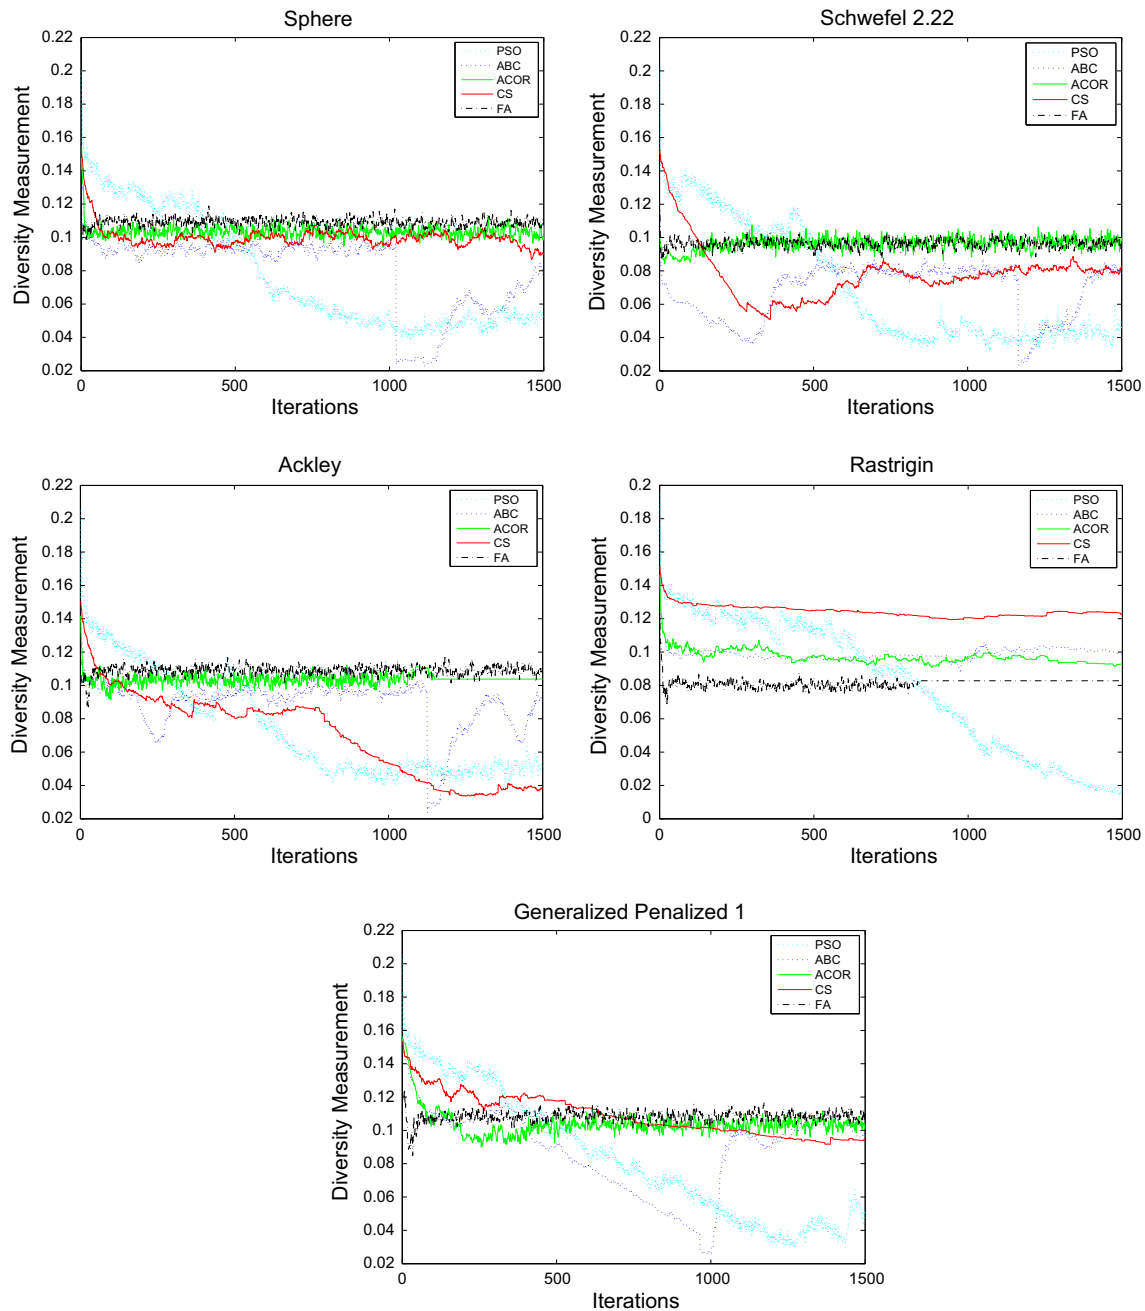 Sphere
Diversity Measurement
0.22
0.2
0.18
0.16
0.14
0.12
0.1
0.08
0.06
0.04
0.02
0
500
1000
1500
Iterations
PSO
ABC
ACOR
CS
FA
Schwefel 2.22
Diversity Measurement
0.22
0.2
0.18
0.16
0.14
0.12
0.1
0.08
0.06
0.04
0.02
0
500
1000
1500
Iterations
PSO
ABC
ACOR
CS
FA
Ackley
Diversity Measurement
0.22
0.2
0.18
0.16
0.14
0.12
0.1
0.08
0.06
0.04
0.02
0
500
1000
1500
Iterations
PSO
ABC
ACOR
CS
FA
Rastrigin
Diversity Measurement
0.2
0.18
0.16
0.14
0.12
0.1
0.08
0.06
0.04
0.02
0
0
500
1000
1500
Iterations
PSO
ABC
ACOR
CS
FA
Generalized Penalized 1
Diversity Measurement
0.22
0.2
0.18
0.16
0.14
0.12
0.1
0.08
0.06
0.04
0.02
0
500
1000
1500
Iterations
PSO
ABC
ACOR
CS
FA